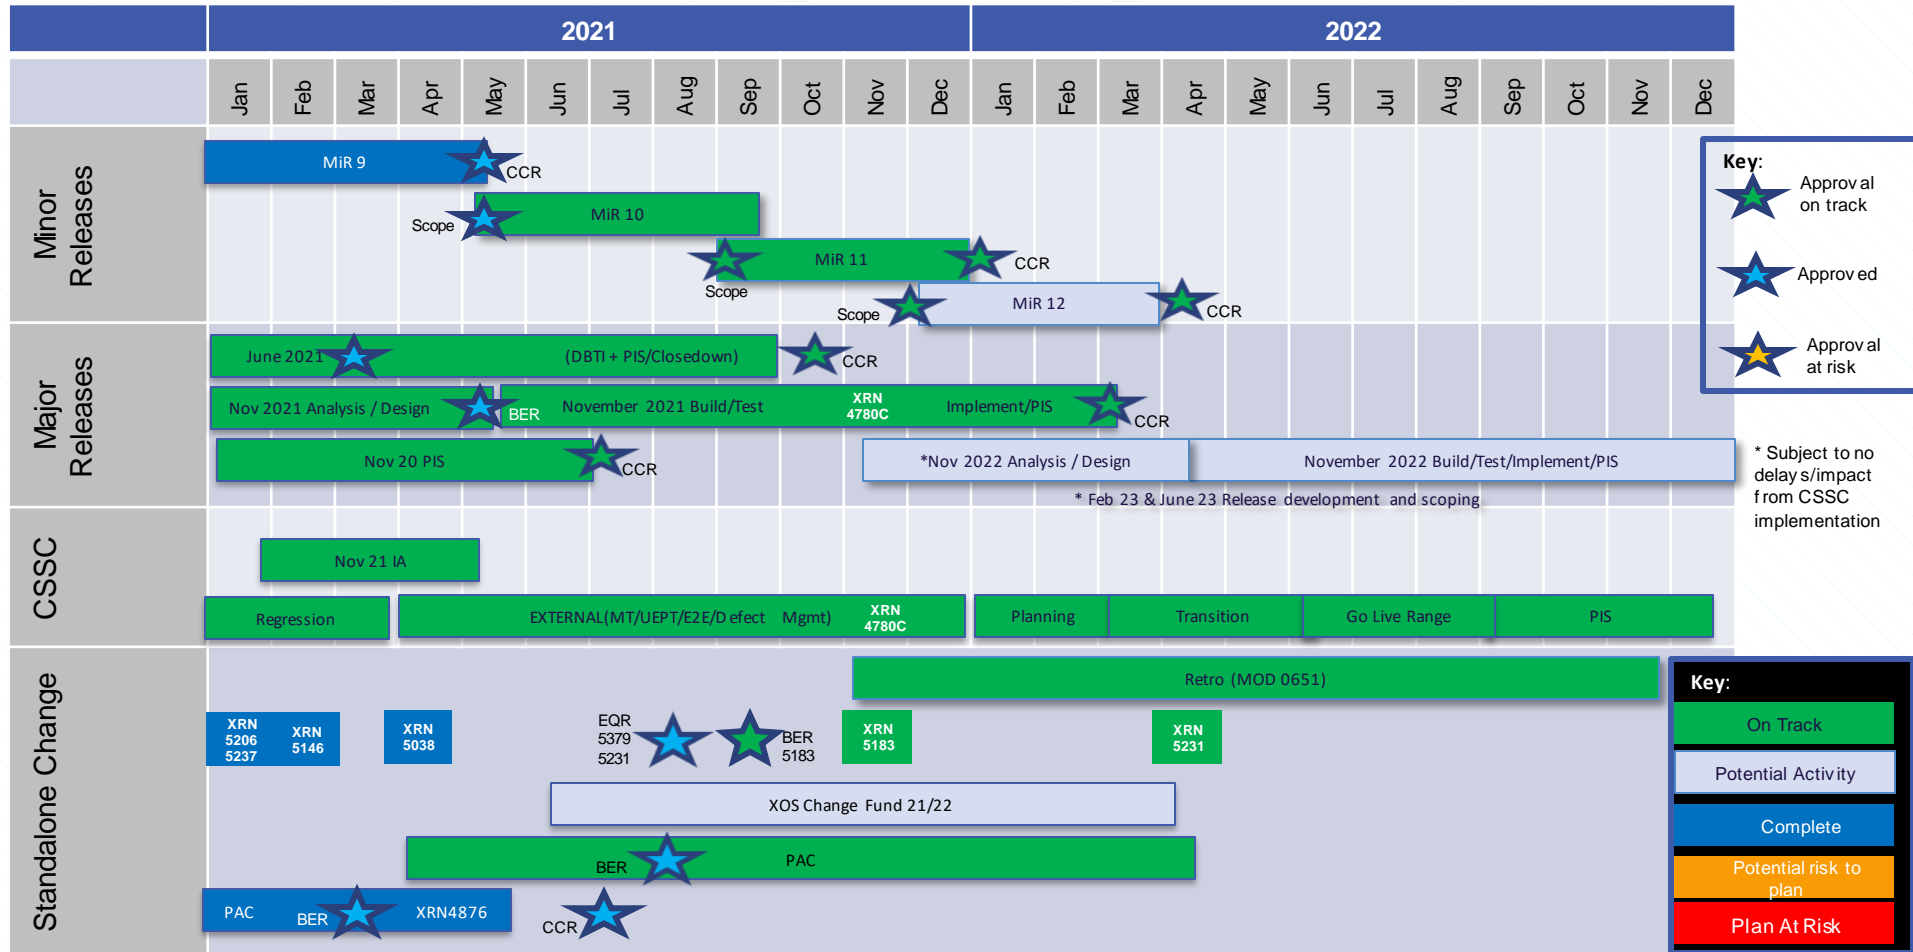 2021
2022
Jan
Feb
Mar
Apr
May
Jun
Jul
Aug
Sep
Oct
Nov
Dec
Jan
Feb
Mar
Apr
May
Jun
Jul
Aug
Sep
Oct
Nov
Dec
Minor
Releases
MiR 9
CCR
Scope
MiR 10
MiR 11
Scope
CCR
Scope
MiR 12
CCR
Major
Releases
June 2021
(DBTI + PIS/Closedown)
CCR
Nov 2021 Analysis / Design
BER
November 2021 Build/Test
XRN
4780C
Implement/PIS
CCR
Nov 20 PIS
CCR
*Nov 2022 Analysis / Design
November 2022 Build/Test/Implement/PIS
* Feb 23 & June 23 Release development and scoping
CSSC
Nov 21 IA
Regression
EXTERNAL(MT/UEPT/E2E/Defect Mgmt)
XRN
4780C
Planning
Transition
Go Live Range
PIS
Standalone Change
Retro (MOD 0651)
XRN
5206
5237
XRN
5146
XRN
5038
EQR
5379
5231
BER
5183
XRN
5183
XRN
5231
XOS Change Fund 21/22
BER
PAC
PAC
BER
XRN4876
CCR
Key:
Approval
on track
Approved
Approval
at risk
* Subject to no
delays/impact
from CSSC
implementation
Key:
On Track
Potential Activity
Complete
Potential risk to
plan
Plan At Risk